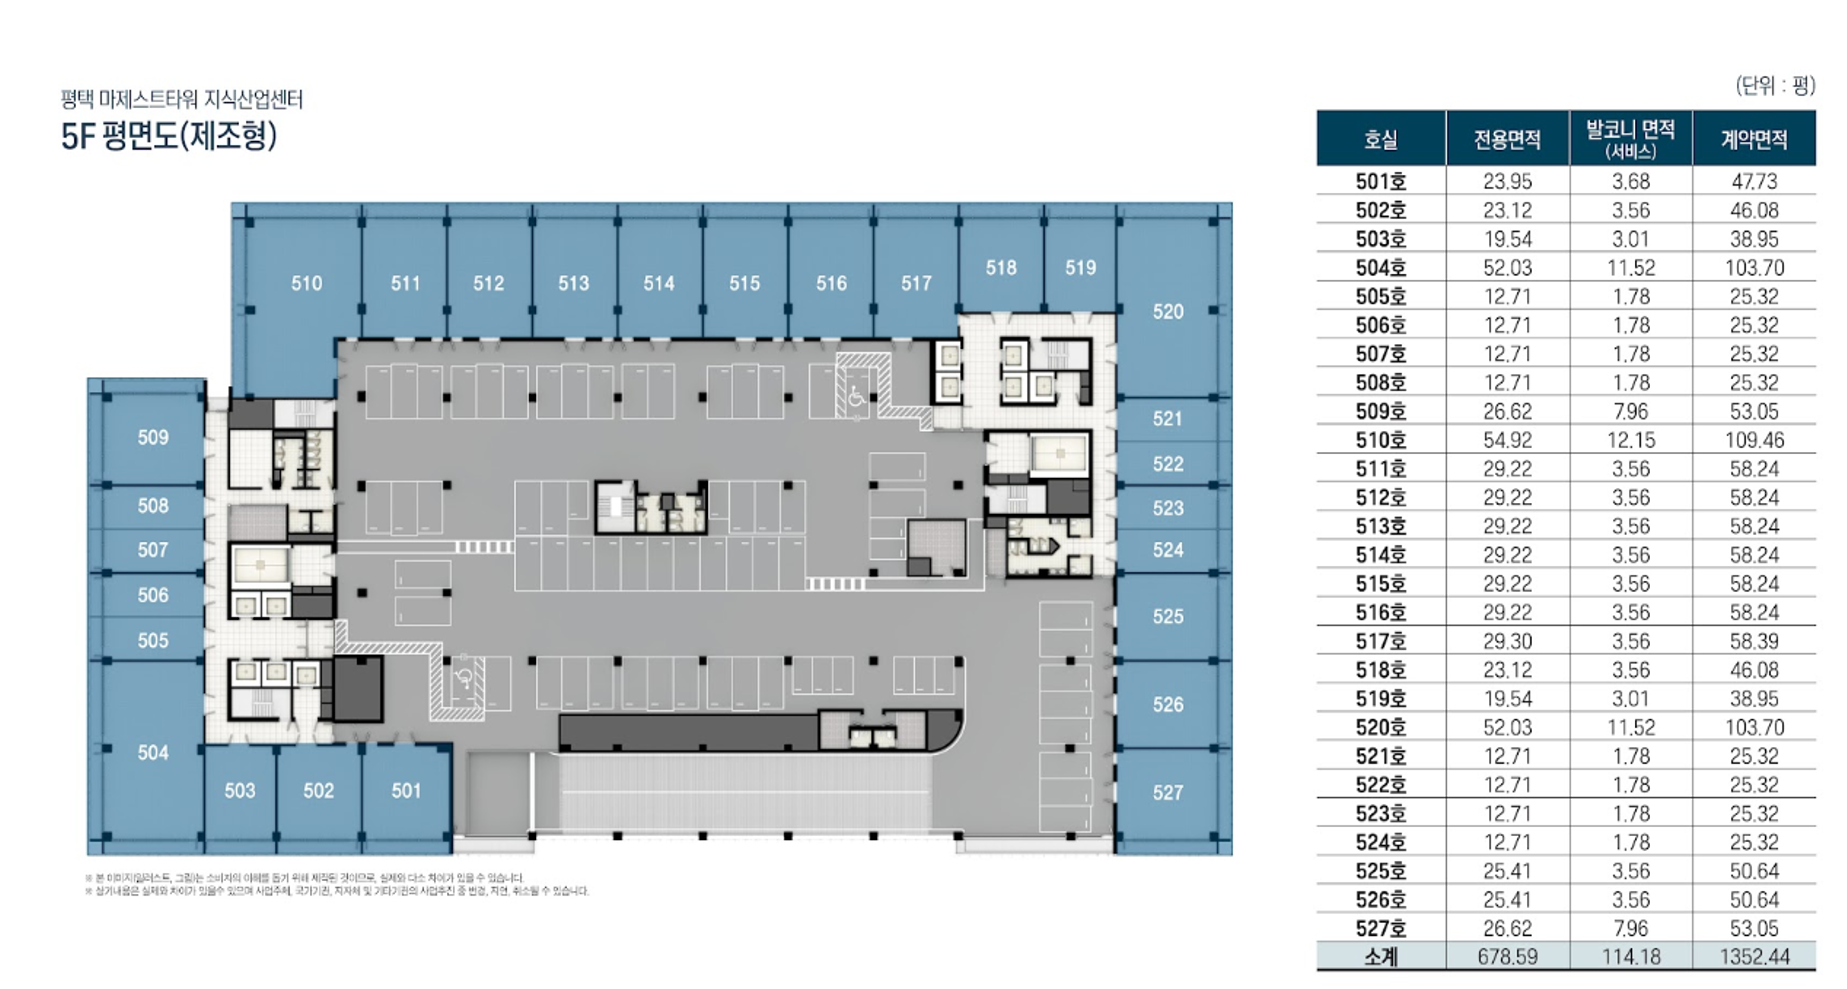 평택 마제스트타워 지식산업센터
5F 평면도(제조형)
510 511 512 513 514 515 516 517 518 519
520
509
521
522
508
523
507
524
506
525
505
526
504
527
503 502 501
※ 본 이미지(일러스트, 그림)는 소비자의 이해를 돕기 위해 제작된 것이므로, 실제와 다소 차이가 있을 수 있습니다.
※ 상기내용은 실제와 차이가 있을수 있으며 사업주체, 국가기관, 지자체 및 기타기관의 사업추진 중 변경, 지연, 취소될 수 있습니다.
(단위 : 평)
호실 전용면적 발코니 면적 (서비스) 계약면적
501호 23.95 3.68 47.73
502호 23.12 3.56 46.08
503호 19.54 3.01 38.95
504호 52.03 11.52 103.70
505호 12.71 1.78 25.32
506호 12.71 1.78 25.32
507호 12.71 1.78 25.32
508호 12.71 1.78 25.32
509호 26.62 7.96 53.05
510호 54.92 12.15 109.46
511호 29.22 3.56 58.24
512호 29.22 3.56 58.24
513호 29.22 3.56 58.24
514호 29.22 3.56 58.24
515호 29.22 3.56 58.24
516호 29.22 3.56 58.24
517호 29.30 3.56 58.39
518호 23.12 3.56 46.08
519호 19.54 3.01 38.95
520호 52.03 11.52 103.70
521호 12.71 1.78 25.32
522호 12.71 1.78 25.32
523호 12.71 1.78 25.32
524호 12.71 1.78 25.32
525호 25.41 3.56 50.64
526호 25.41 3.56 50.64
527호 26.62 7.96 53.05
소계 678.59 114.18 1352.44